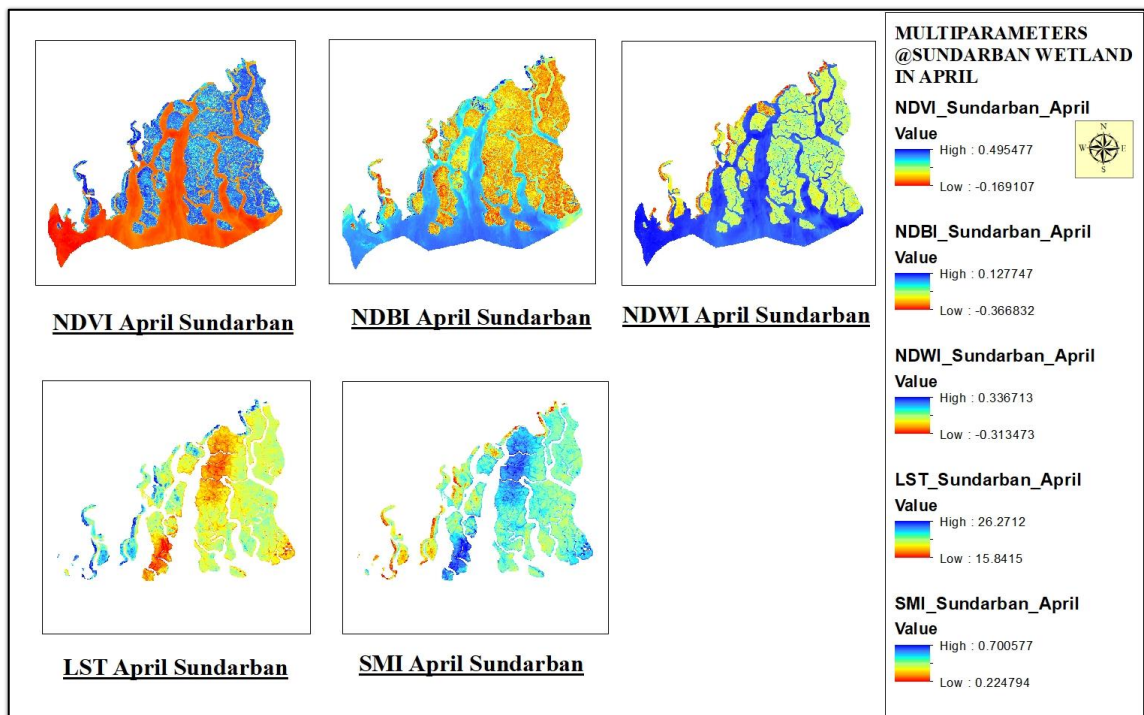 NDVI April Sundarban
NDBI April Sundarban
NDWI April Sundarban
LST April Sundarban
SMI April Sundarban
MULTIPARAMETERS
@SUNDARBAN WETLAND
IN APRIL
NDVI_Sundarban_April
Value
High : 0.495477
Low : -0.169107
N
W E
S
NDBI_Sundarban_April
Value
High : 0.127747
Low : -0.366832
NDWI_Sundarban_April
Value
High : 0.336713
Low : -0.313473
LST_Sundarban_April
Value
High : 26.2712
Low : 15.8415
SMI_Sundarban_April
Value
High : 0.700577
Low : 0.224794